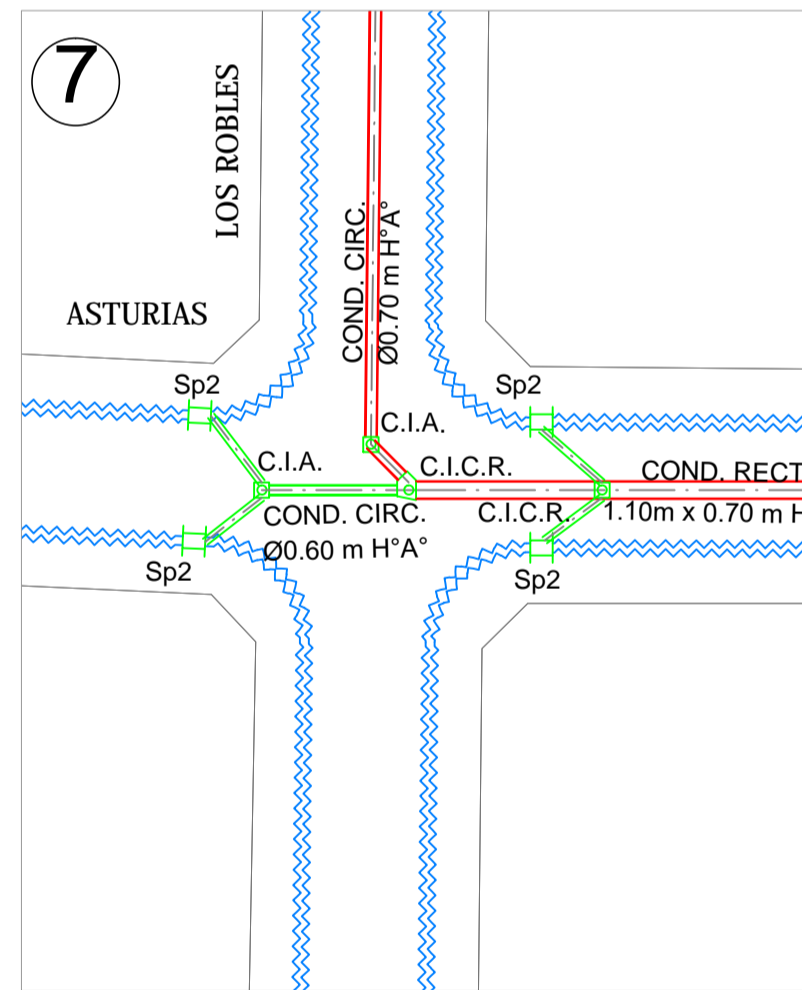 7
LOS ROBLES
ASTURIAS
COND. CIRC.
Ø0.70 m H°A°
Sp2
Sp2
C.I.A.
C.I.A.
C.I.C.R.
COND. RECT
COND. CIRC.
Ø0.60 m H°A°
C.I.C.R.
1.10m x 0.70 m H
Sp2
Sp2